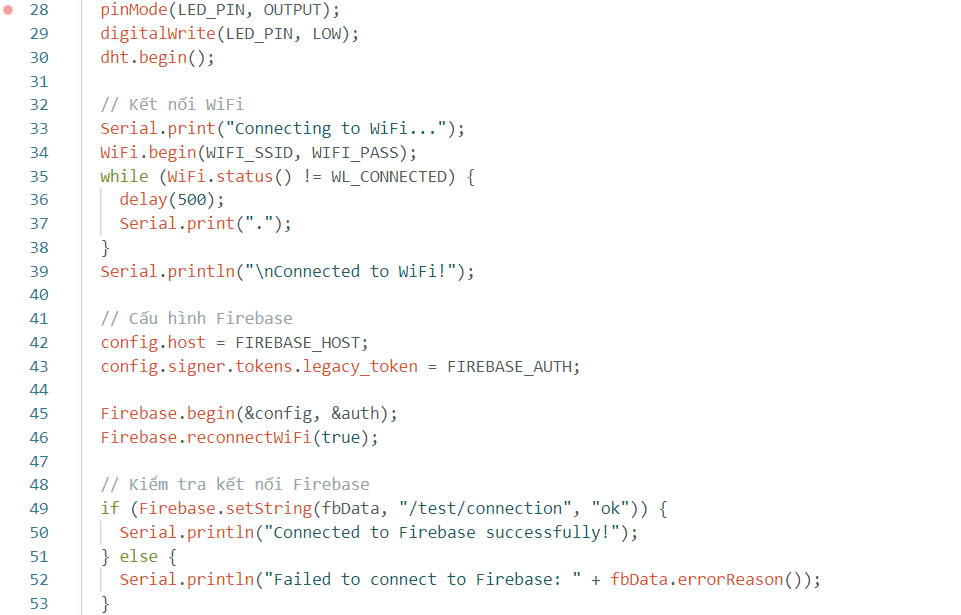 28 pinMode(LED_PIN, OUTPUT);
29 digitalWrite(LED_PIN, LOW);
30 dht.begin();
31
32 // Kết nối WiFi
33 Serial.print("Connecting to WiFi...");
34 WiFi.begin(WIFI_SSID, WIFI_PASS);
35 while (WiFi.status() != WL_CONNECTED) {
36 delay(500);
37 Serial.print(".");
38 }
39 Serial.println("\nConnected to WiFi!");
40
41 // Cấu hình Firebase
42 config.host = FIREBASE_HOST;
43 config.signer.tokens.legacy_token = FIREBASE_AUTH;
44
45 Firebase.begin(&config, &auth);
46 Firebase.reconnectWiFi(true);
47
48 // Kiểm tra kết nối Firebase
49 if (Firebase.setString(fbData, "/test/connection", "ok")) {
50 Serial.println("Connected to Firebase successfully!");
51 } else {
52 Serial.println("Failed to connect to Firebase: " + fbData.errorReason());
53 }